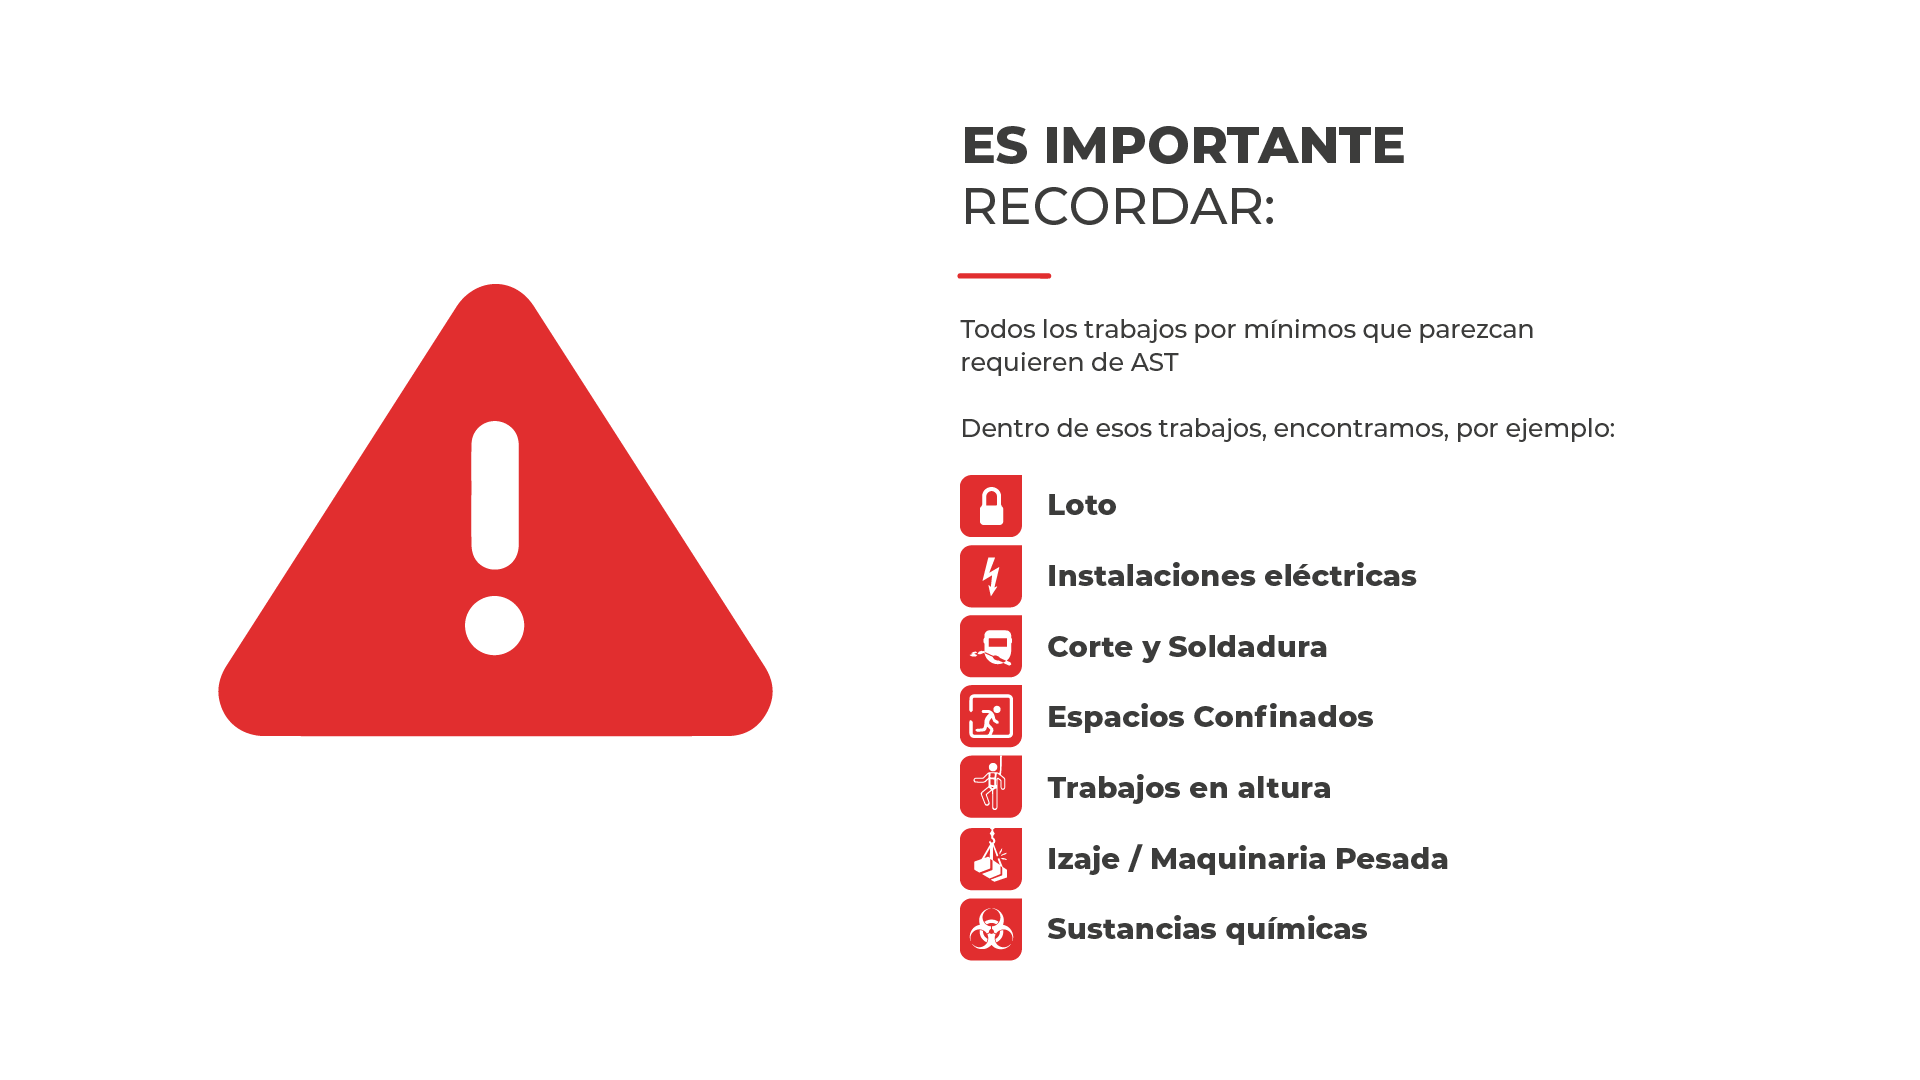 ES IMPORTANTE
RECORDAR:
Todos los trabajos por mínimos que parezcan
requieren de AST
Dentro de esos trabajos, encontramos, por ejemplo:
Loto
Instalaciones eléctricas
Corte y Soldadura
Espacios Confinados
Trabajos en altura
Izaje / Maquinaria Pesada
Sustancias químicas